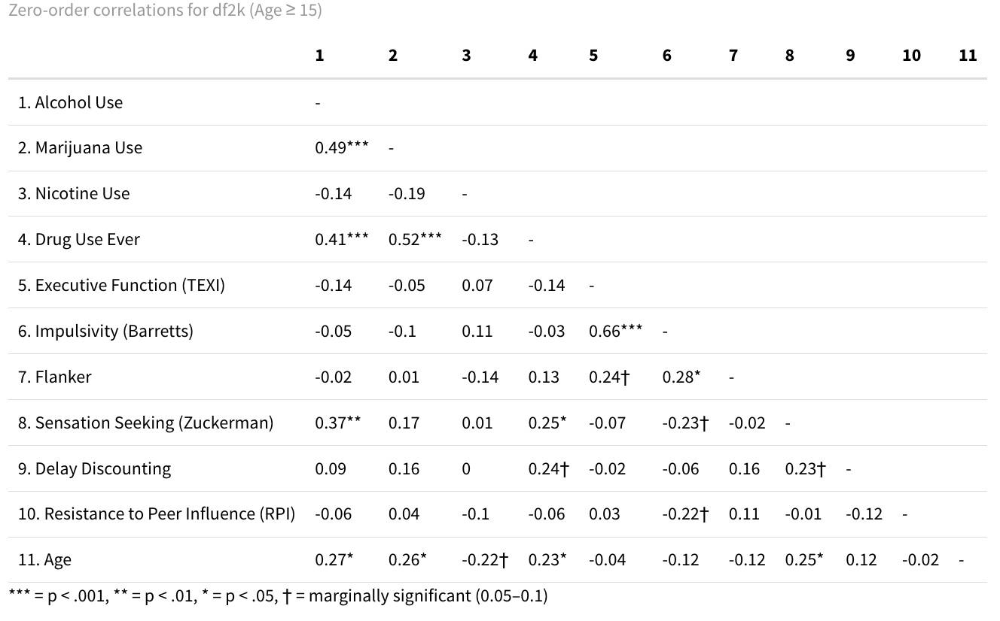 Zero-order correlations for df2k (Age ≥ 15)
1 2 3 4 5 6 7 8 9 10 11
1. Alcohol Use -
2. Marijuana Use 0.49*** -
3. Nicotine Use -0.14 -0.19 -
4. Drug Use Ever 0.41*** 0.52*** -0.13 -
5. Executive Function (TEXI) -0.14 -0.05 0.07 -0.14 -
6. Impulsivity (Barretts) -0.05 -0.1 0.11 -0.03 0.66*** -
7. Flanker -0.02 0.01 -0.14 0.13 0.24† 0.28* -
8. Sensation Seeking (Zuckerman) 0.37** 0.17 0.01 0.25* -0.07 -0.23† -0.02 -
9. Delay Discounting 0.09 0.16 0 0.24† -0.02 -0.06 0.16 0.23† -
10. Resistance to Peer Influence (RPI) -0.06 0.04 -0.1 -0.06 0.03 -0.22† 0.11 -0.01 -0.12 -
11. Age 0.27* 0.26* -0.22† 0.23* -0.04 -0.12 -0.12 0.25* 0.12 -0.02 -
*** = p < .001, ** = p < .01, * = p < .05, † = marginally significant (0.05–0.1)